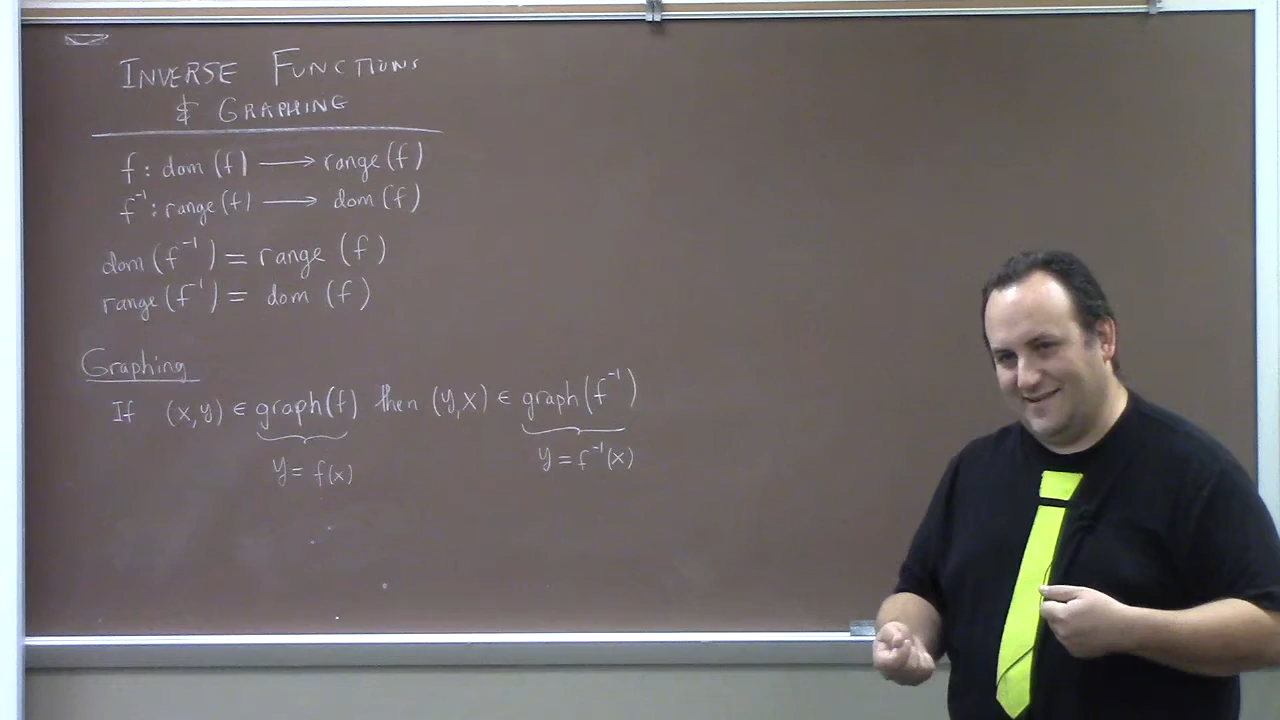 INVERSE FUNCTIONS
& GRAPHING
f : dom (f) ⟶ range (f)
f⁻¹ : range (f) ⟶ dom (f)
dom (f⁻¹) = range (f)
range (f⁻¹) = dom (f)
Graphing
If (x,y) ∈ graph(f) then (y,x) ∈ graph(f⁻¹)
y = f(x) y = f⁻¹(x)